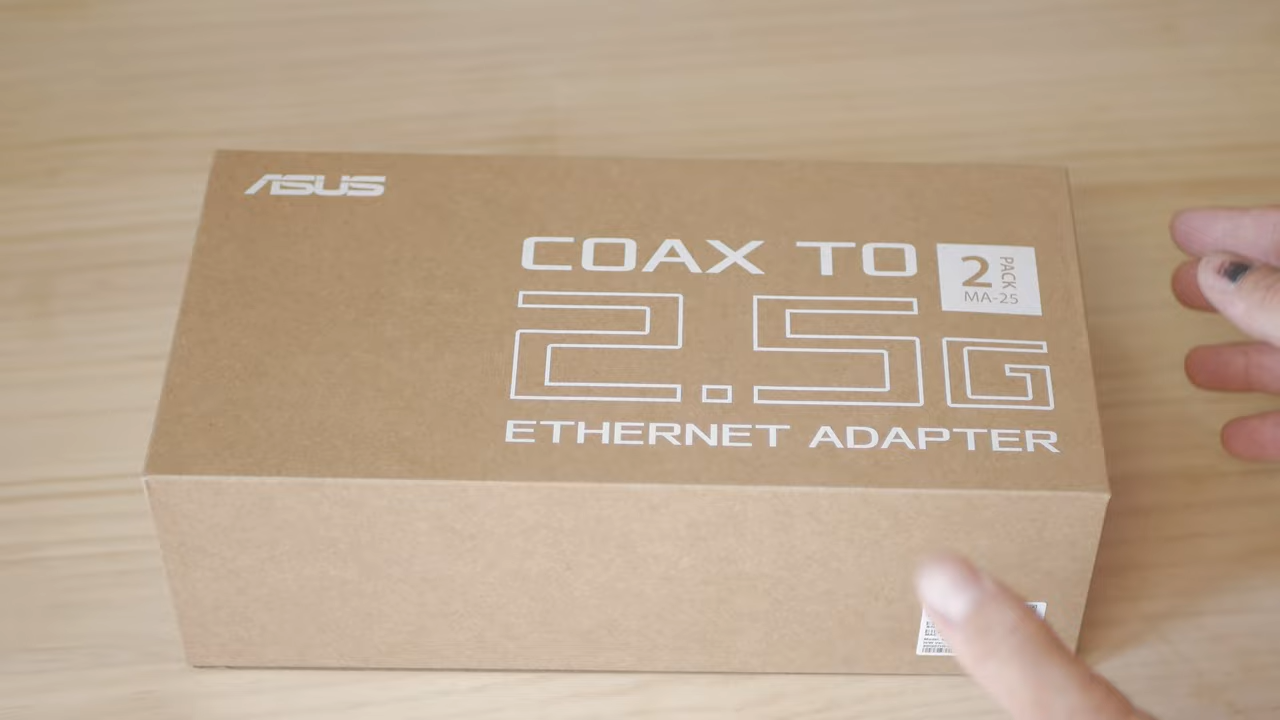 ASUS
COAX TO
2 PACK
MA-25
2.5G
ETHERNET ADAPTER